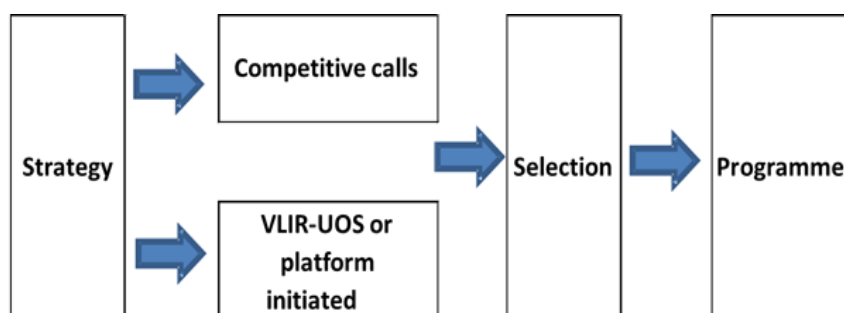 Strategy
Competitive calls
VLIR-UOS or
platform
initiated
Selection
Programme